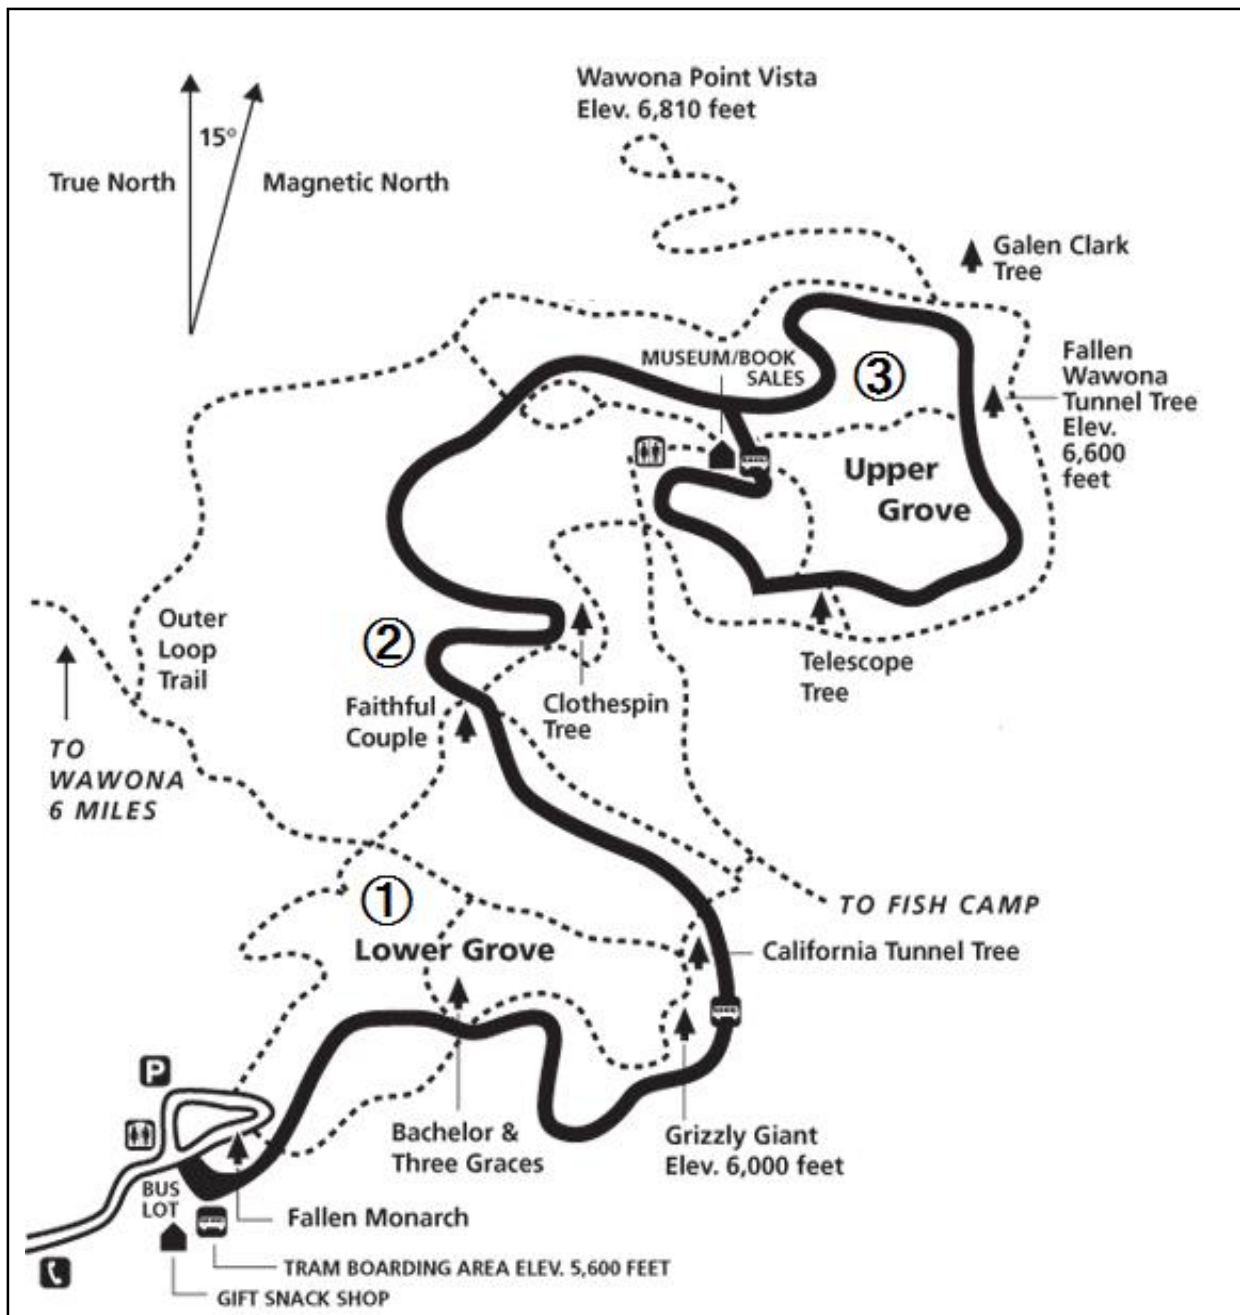 Wawona Point Vista
Elev. 6,810 feet
15°
True North
Magnetic North
Galen Clark
Tree
MUSEUM/BOOK
SALES
③
Fallen
Wawona
Tunnel Tree
Elev.
6,600
feet
Upper
Grove
Outer
Loop
Trail
②
Telescope
Tree
Faithful
Couple
Clothespin
Tree
TO
WAWONA
6 MILES
①
TO FISH CAMP
Lower Grove
California Tunnel Tree
P
Bachelor &
Three Graces
Grizzly Giant
Elev. 6,000 feet
BUS
LOT
Fallen Monarch
TRAM BOARDING AREA ELEV. 5,600 FEET
GIFT SNACK SHOP